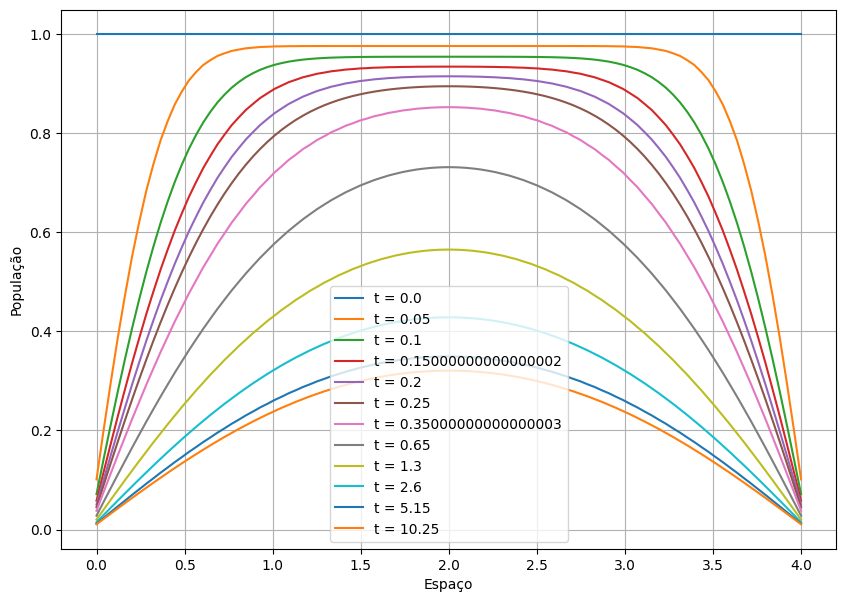 1.0
0.8
0.6
0.4
0.2
0.0
População
t = 0.0
t = 0.05
t = 0.1
t = 0.15000000000000002
t = 0.2
t = 0.25
t = 0.35000000000000003
t = 0.65
t = 1.3
t = 2.6
t = 5.15
t = 10.25
0.0 0.5 1.0 1.5 2.0 2.5 3.0 3.5 4.0
Espaço